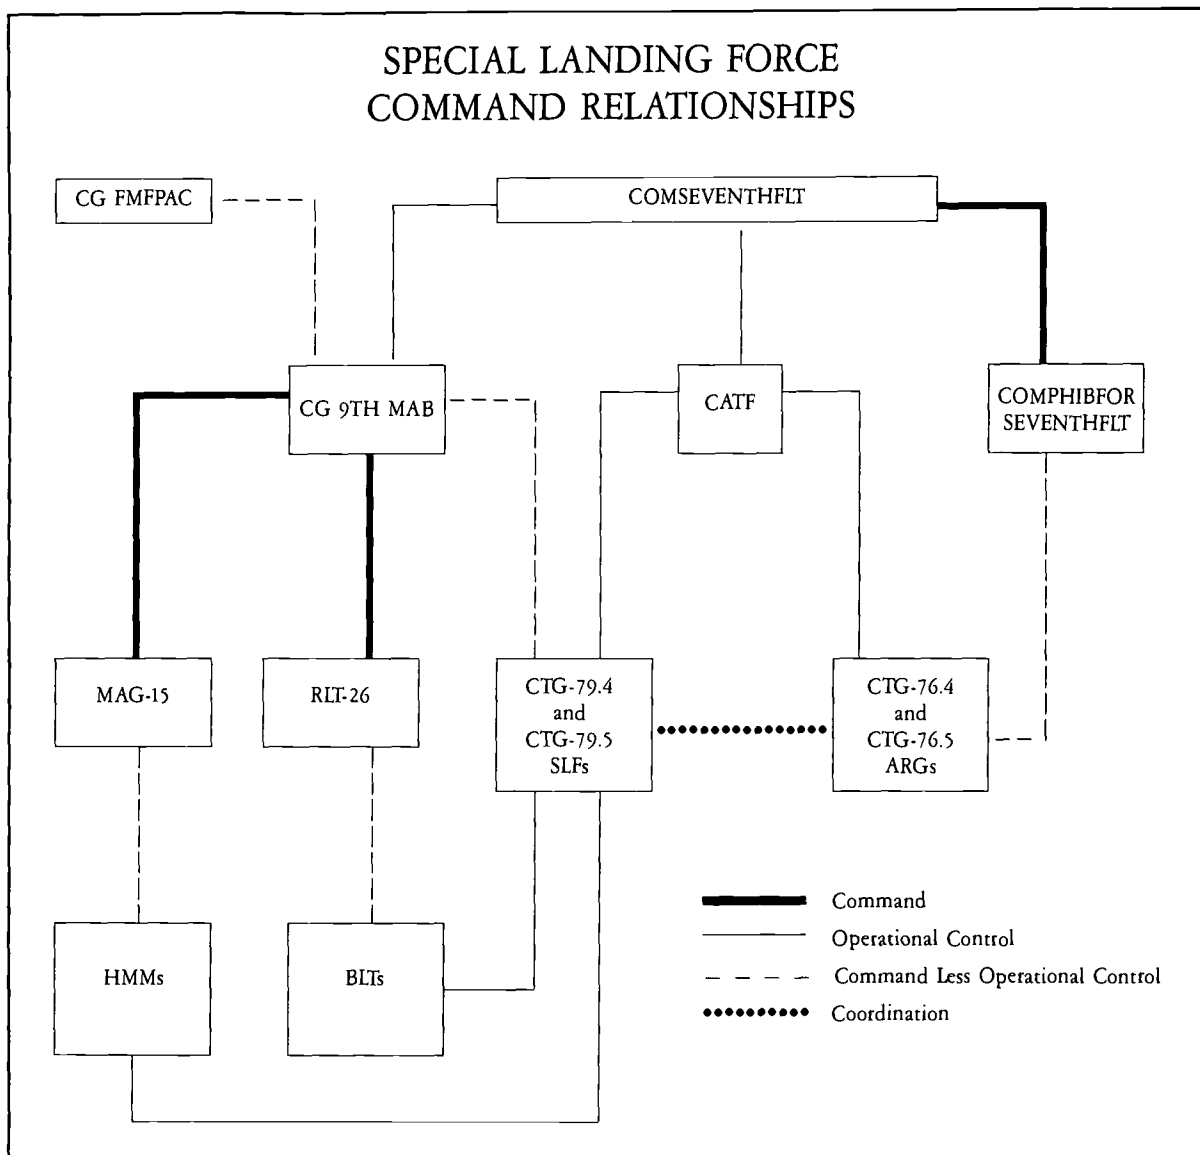 SPECIAL LANDING FORCE
COMMAND RELATIONSHIPS
CG FMFPAC
COMSEVENTHFLT
CG 9TH MAB
CATF
COMPHIBFOR
SEVENTHFLT
MAG-15
RLT-26
CTG-79.4
and
CTG-79.5
SLFs
CTG-76.4
and
CTG-76.5
ARGs
HMMs
BLTs
Command
Operational Control
Command Less Operational Control
Coordination